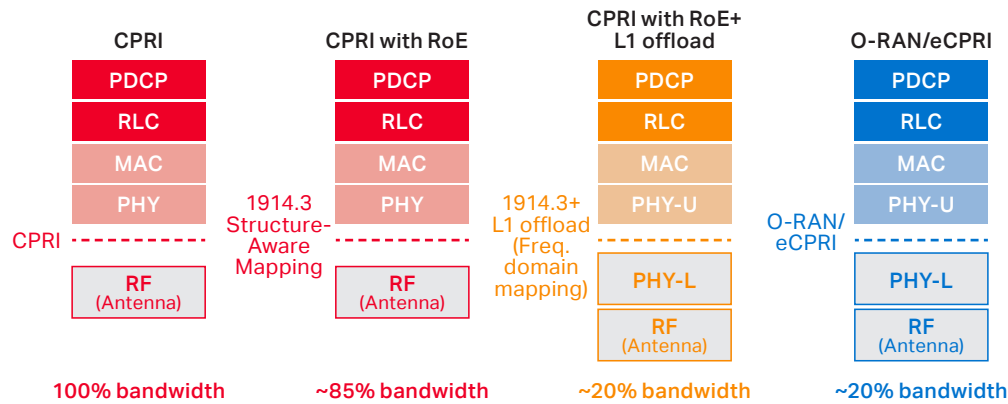 CPRI
PDCP
RLC
MAC
PHY
CPRI
RF
(Antenna)
100% bandwidth
CPRI with RoE
PDCP
RLC
MAC
PHY
1914.3
Structure-
Aware
Mapping
RF
(Antenna)
~85% bandwidth
CPRI with RoE+
L1 offload
PDCP
RLC
MAC
PHY-U
1914.3+
L1 offload
(Freq.
domain
mapping)
PHY-L
RF
(Antenna)
~20% bandwidth
O-RAN/eCPRI
PDCP
RLC
MAC
PHY-U
O-RAN/
eCPRI
PHY-L
RF
(Antenna)
~20% bandwidth